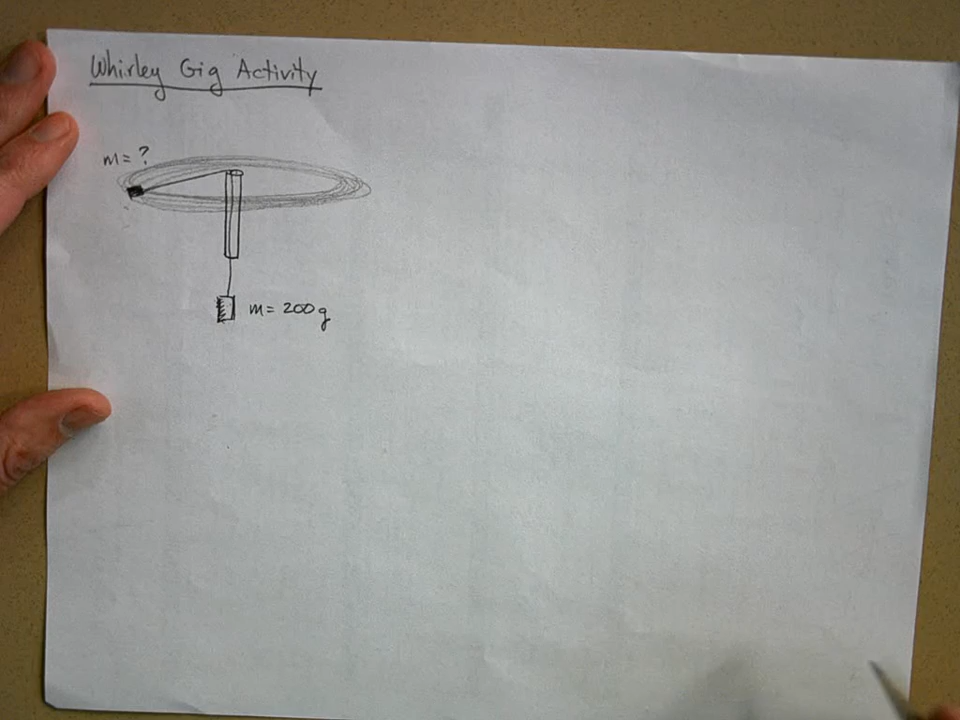 Whirley Gig Activity
m = ?
m = 200g